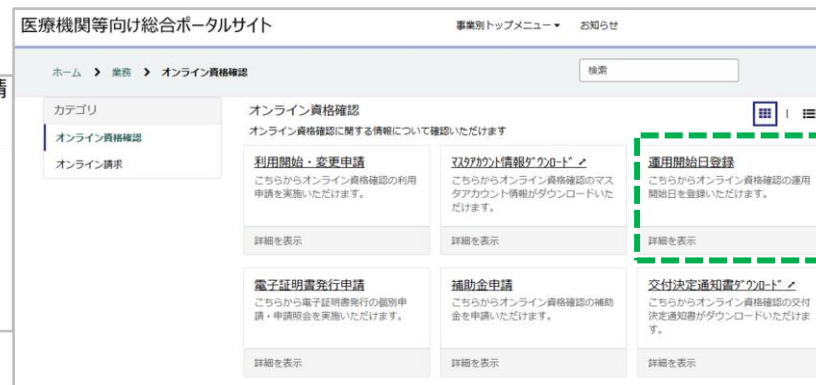 医療機関等向け総合ポータルサイト
事業別トップメニュー▼ お知らせ
ホーム > 業務 > オンライン資格確認
検索
カテゴリ
オンライン資格確認
オンライン請求
オンライン資格確認
オンライン資格確認に関する情報について確認いただけます
利用開始・変更申請
こちらからオンライン資格確認の利用
申請を実施いただけます。
詳細を表示
ﾏｽﾀｱｶｳﾝﾄ情報ﾀﾞｳﾝﾛｰﾄﾞ
こちらからオンライン資格確認のマス
タアカウント情報がダウンロードいた
だけます。
詳細を表示
運用開始日登録
こちらからオンライン資格確認の運用
開始日を登録いただけます。
詳細を表示
電子証明書発行申請
こちらから電子証明書発行の個別申
請・申請照会を実施いただけます。
詳細を表示
補助金申請
こちらからオンライン資格確認の補助
金を申請いただけます。
詳細を表示
交付決定通知書ﾀﾞｳﾝﾛｰﾄﾞ
こちらからオンライン資格確認の交付
決定通知書がダウンロードいただけま
す。
詳細を表示